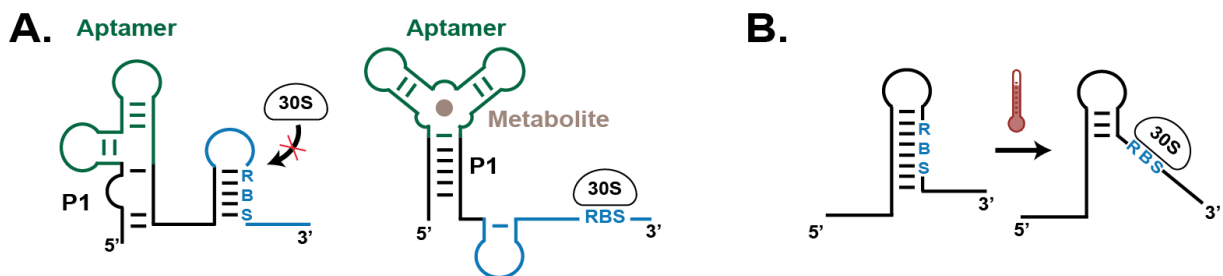 A.
Aptamer
P1
30S
R
B
S
5’
3’
Aptamer
Metabolite
P1
30S
RBS
5’
3’
B.
R
B
S
5’
3’
30S
RBS
5’
3’